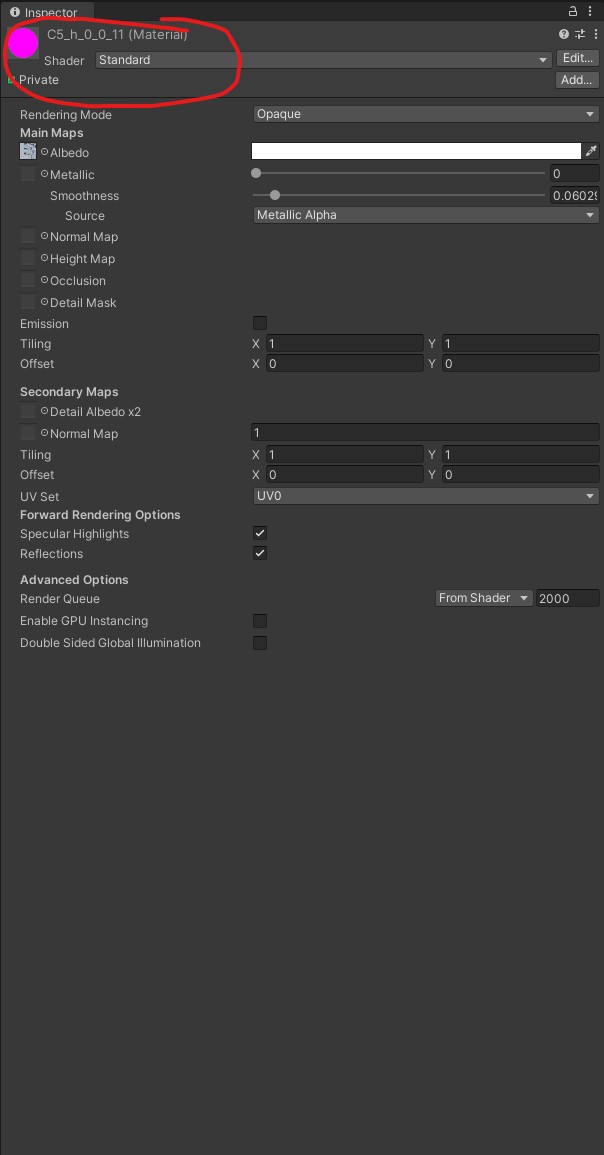 Inspector
C5_h_0_0_11 (Material)
Shader Standard Edit...
Private Add...
Rendering Mode Opaque
Main Maps
Albedo
Metallic 0
Smoothness 0.0602
Source Metallic Alpha
Normal Map
Height Map
Occlusion
Detail Mask
Emission
Tiling X 1 Y 1
Offset X 0 Y 0
Secondary Maps
Detail Albedo x2
Normal Map 1
Tiling X 1 Y 1
Offset X 0 Y 0
UV Set UV0
Forward Rendering Options
Specular Highlights
Reflections
Advanced Options
Render Queue From Shader 2000
Enable GPU Instancing
Double Sided Global Illumination